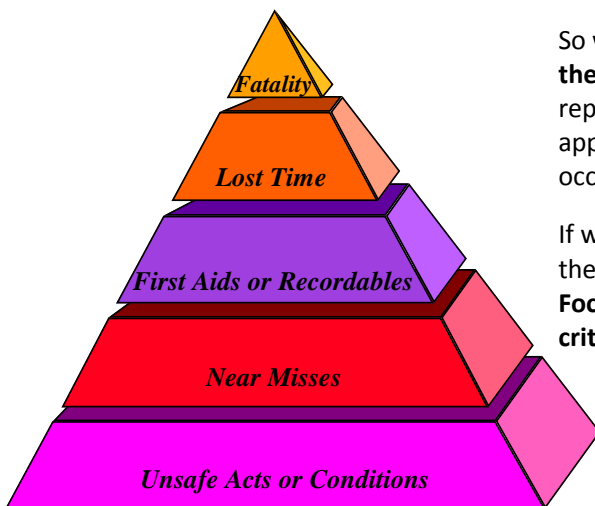 Fatality
Lost Time
First Aids or Recordables
Near Misses
Unsafe Acts or Conditions
So
the
rep
app
If
the
Foc
crit